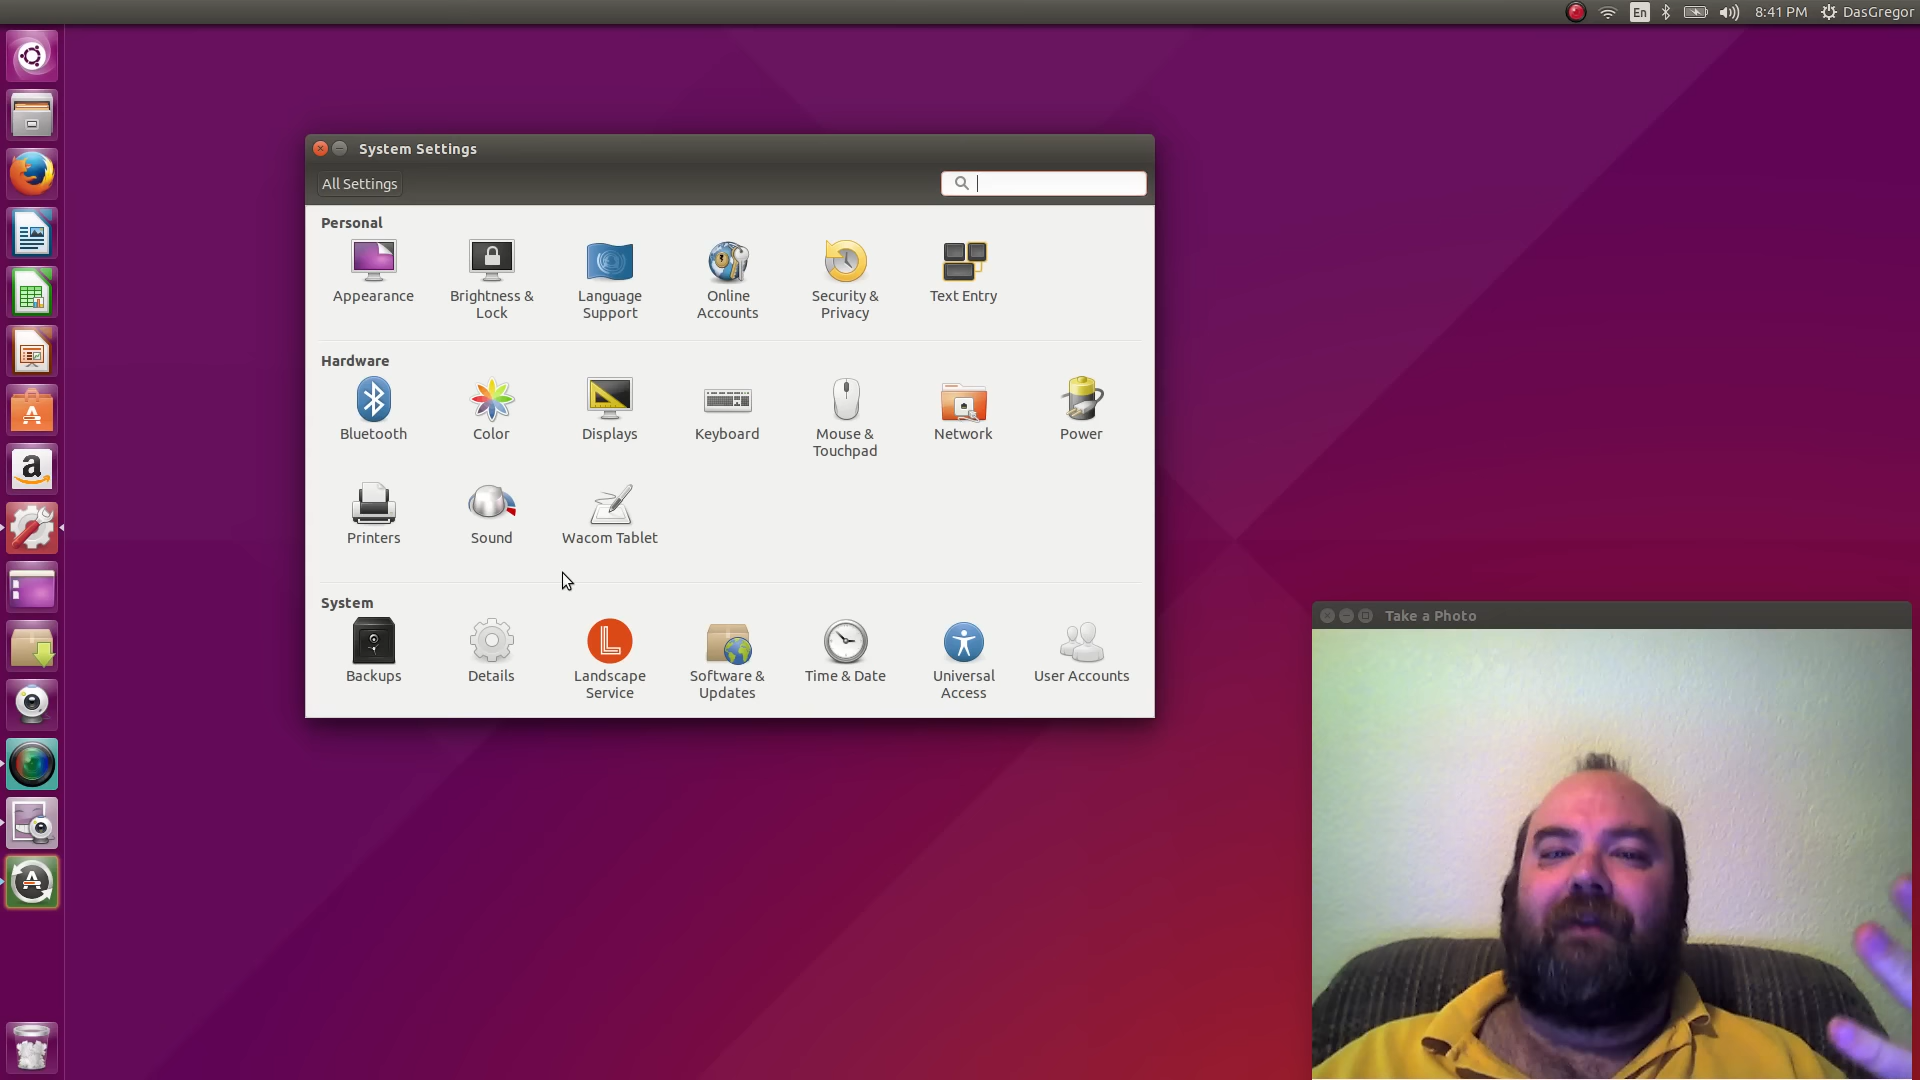 En 8:41 PM DasGregor
System Settings
All Settings
Personal
Appearance
Brightness &
Lock
Language
Support
Online
Accounts
Security &
Privacy
Text Entry
Hardware
Bluetooth
Color
Displays
Keyboard
Mouse &
Touchpad
Network
Power
Printers
Sound
Wacom Tablet
System
Backups
Details
Landscape
Service
Software &
Updates
Time & Date
Universal
Access
User Accounts
Take a Photo